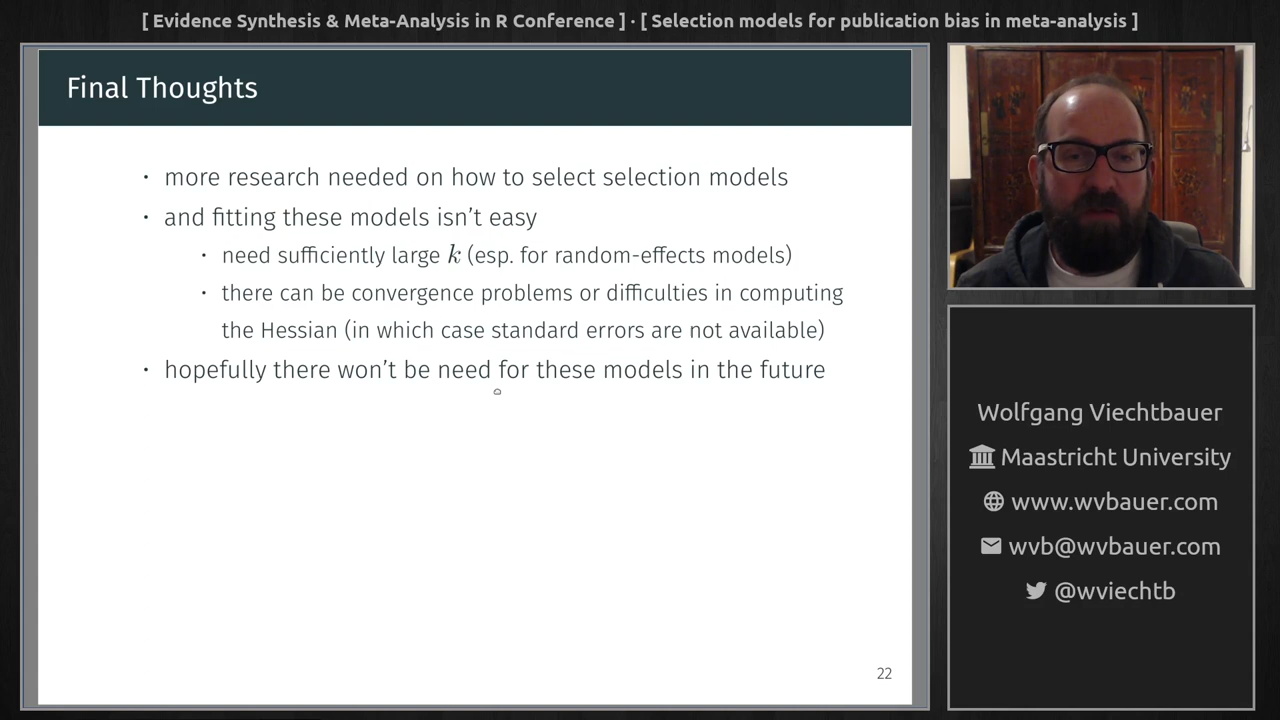 [ Evidence Synthesis & Meta-Analysis in R Conference ] · [ Selection models for publication bias in meta-analysis ]
Final Thoughts
· more research needed on how to select selection models
· and fitting these models isn't easy
· need sufficiently large k (esp. for random-effects models)
· there can be convergence problems or difficulties in computing
the Hessian (in which case standard errors are not available)
· hopefully there won't be need for these models in the future
22
Wolfgang Viechtbauer
Maastricht University
www.wvbauer.com
wvb@wvbauer.com
@wviechtb